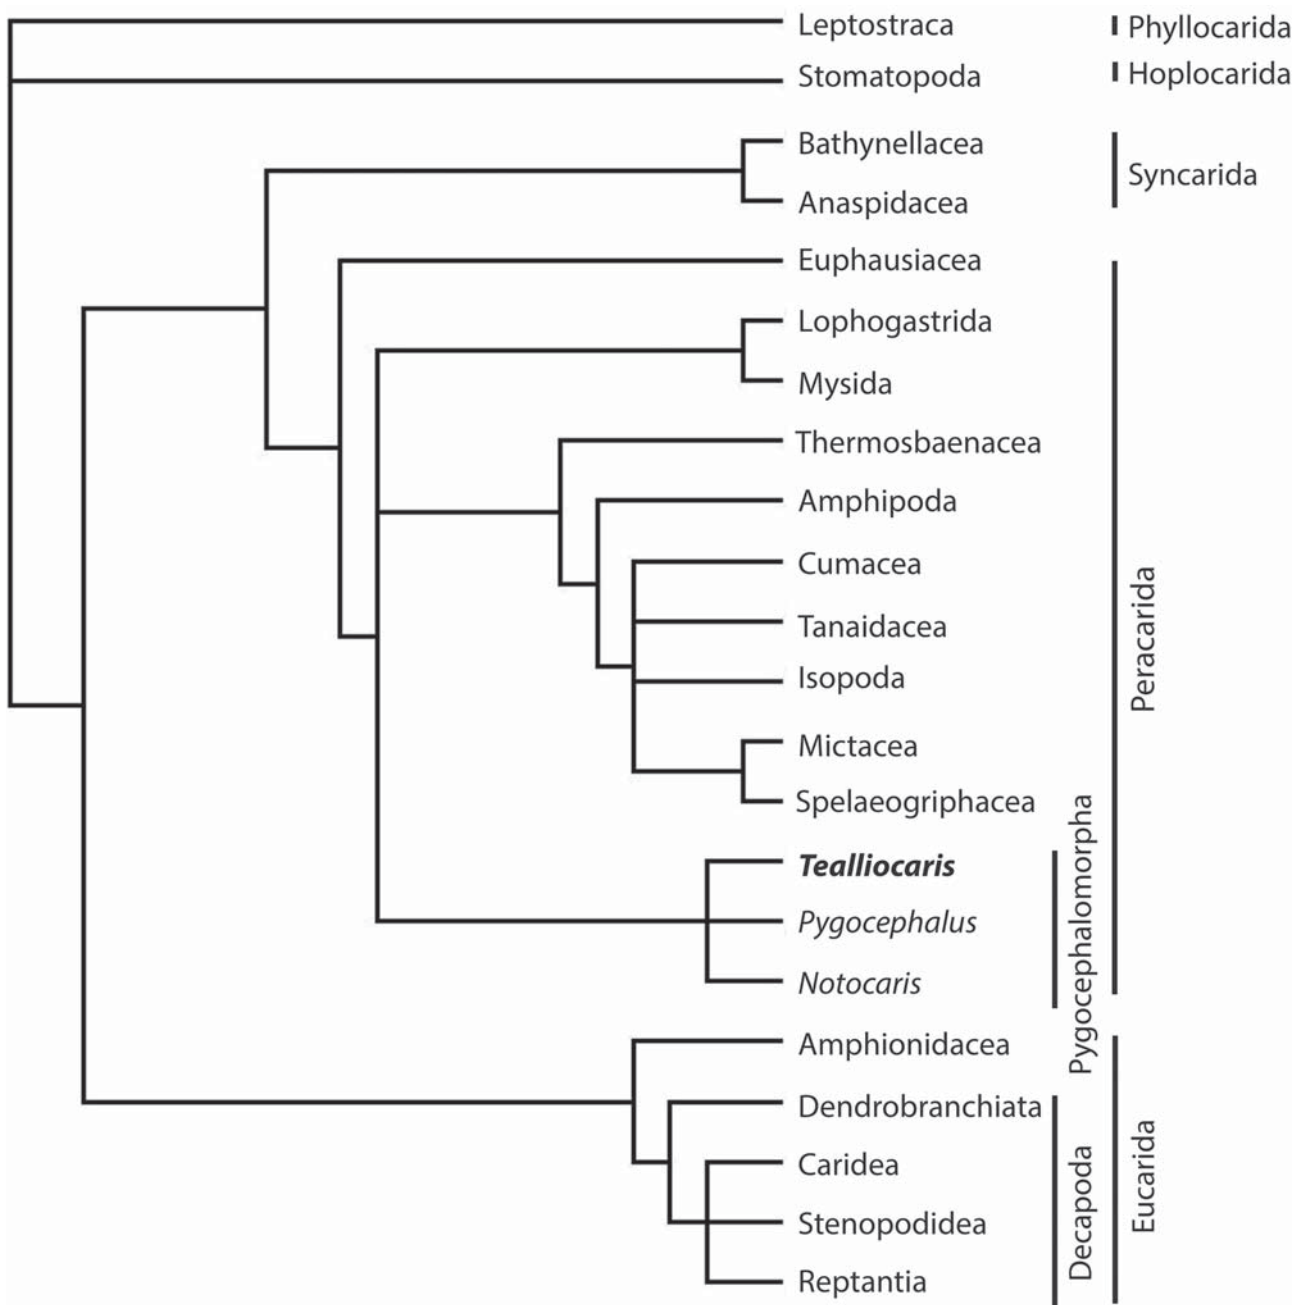 Leptostraca
Phyllocarida
Stomatopoda
Hoplocarida
Bathynellacea
Syncarida
Anaspidacea
Euphausiacea
Lophogastrida
Mysida
Thermosbaenacea
Amphipoda
Cumacea
Tanaidacea
Isopoda
Peracarida
Mictacea
Spelaeogriphacea
Tealliocaris
Pygocephalus
Notocaris
Pygocephalomorpha
Amphionidacea
Dendrobranchiata
Caridea
Stenopodidea
Reptantia
Decapoda
Eucarida